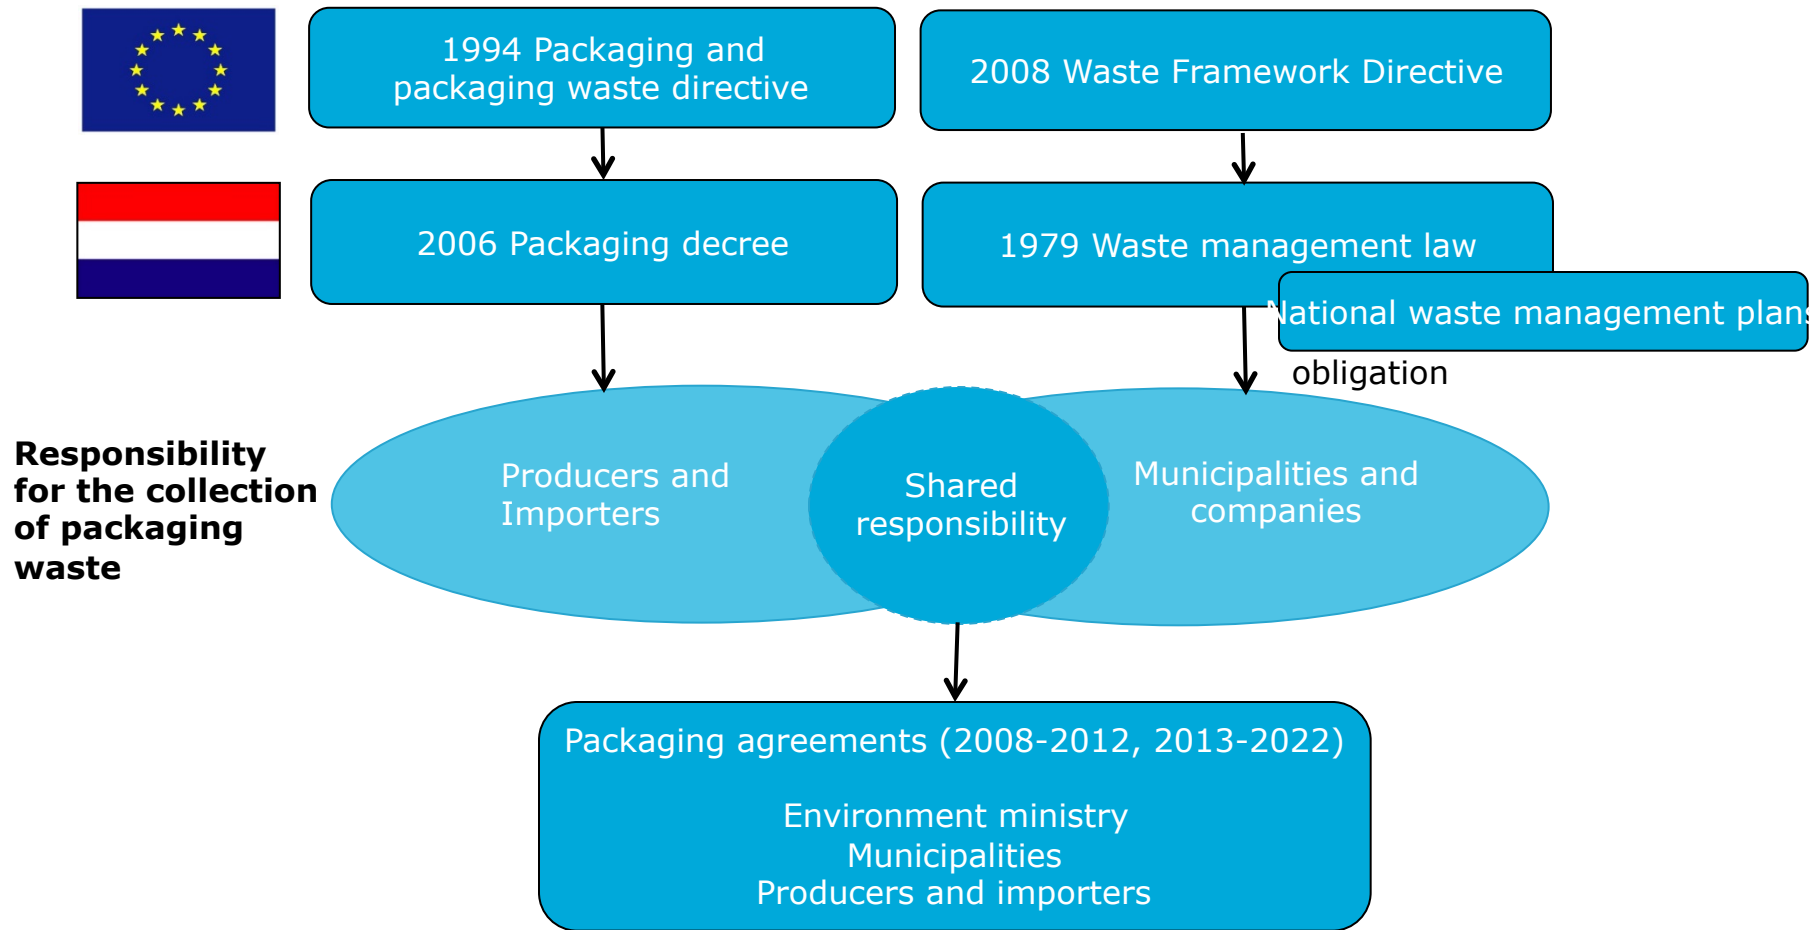 1994 Packaging and
packaging waste directive
2008 Waste Framework Directive
2006 Packaging decree
1979 Waste management law
National waste management plans
obligation
Responsibility
for the collection
of packaging
waste
Producers and
Importers
Shared
responsibility
Municipalities and
companies
Packaging agreements (2008-2012, 2013-2022)
Environment ministry
Municipalities
Producers and importers